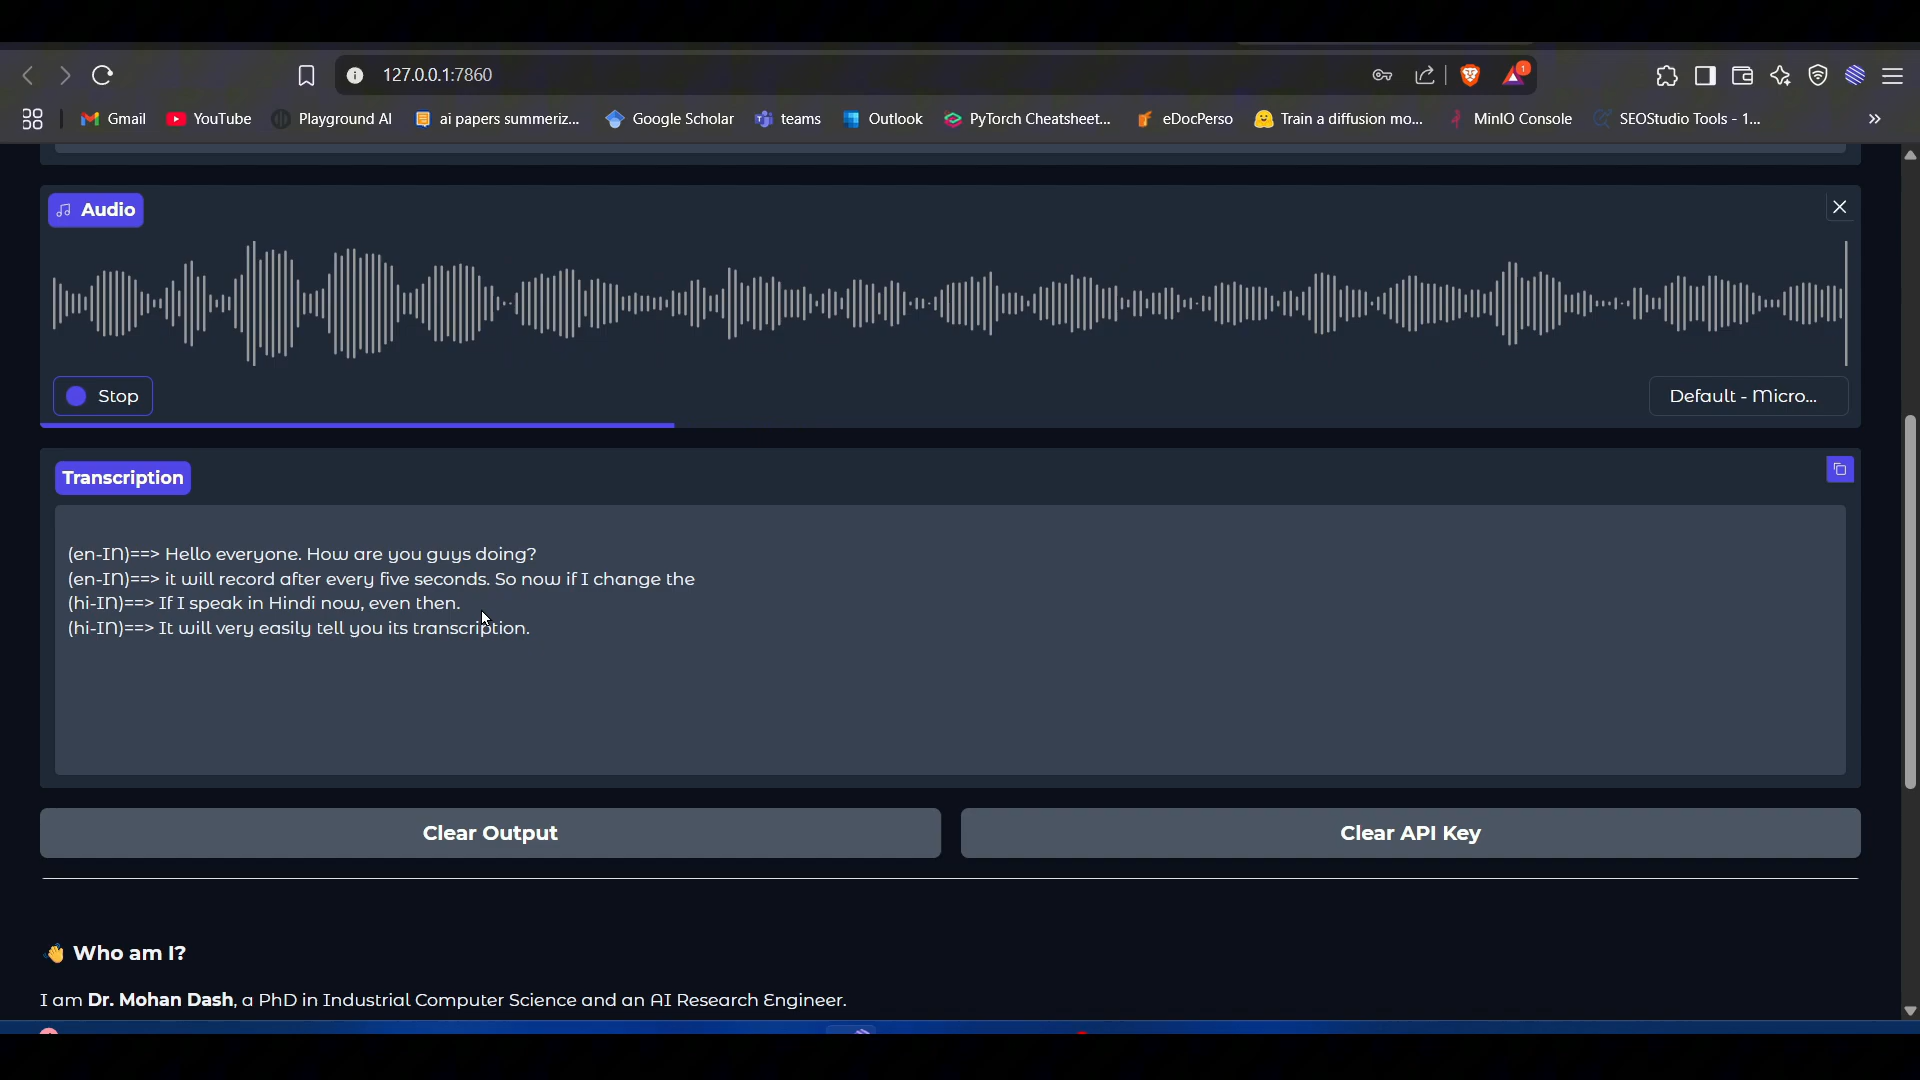 127.0.0.1:7860
1
Gmail
YouTube
Playground AI
ai papers summeriz...
Google Scholar
teams
Outlook
PyTorch Cheatsheet...
eDocPerso
Train a diffusion mo...
MinIO Console
SEOStudio Tools - 1...
»
Audio
Stop
Default - Micro...
Transcription
(en-IN)==> Hello everyone. How are you guys doing?
(en-IN)==> it will record after every five seconds. So now if I change the
(hi-IN)==> If I speak in Hindi now, even then.
(hi-IN)==> It will very easily tell you its transcription.
Clear Output
Clear API Key
👋 Who am I?
I am Dr. Mohan Dash, a PhD in Industrial Computer Science and an AI Research Engineer.